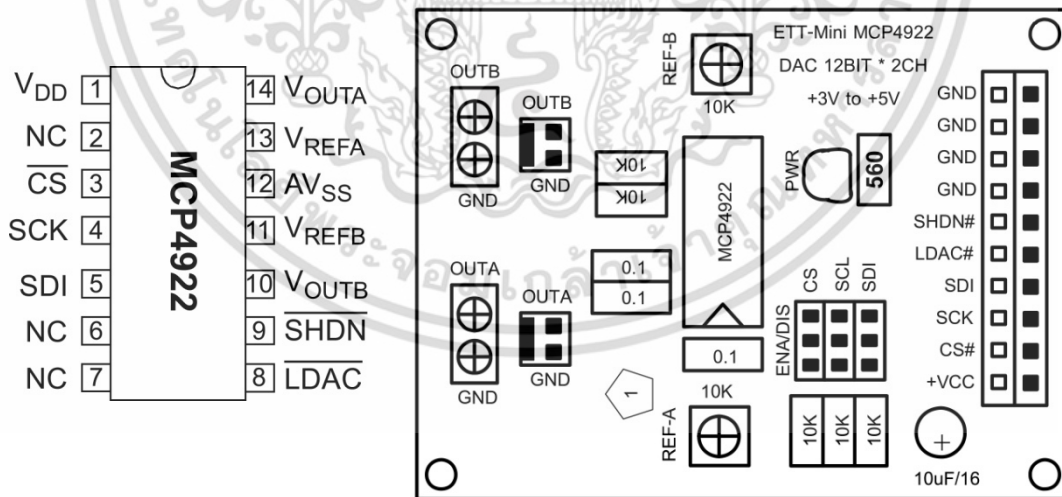 VDD 1
NC 2
CS 3
SCK 4
SDI 5
NC 6
NC 7
MCP4922
14 VOUTA
13 VREFA
12 AVSS
11 VREFB
10 VOUTB
9 SHDN
8 LDAC
ETT-Mini MCP4922
DAC 12BIT * 2CH
+3V to +5V
REF-B
10K
OUTB
GND
OUTB
GND
10K
10K
MCP4922
PWR
560
OUTA
GND
OUTA
GND
0.1
0.1
0.1
1
10K
REF-A
CS
SCL
SDI
ENA/DIS
10K
10K
10K
+
10uF/16
GND
GND
GND
GND
SHDN#
LDAC#
SDI
SCK
CS#
+VCC